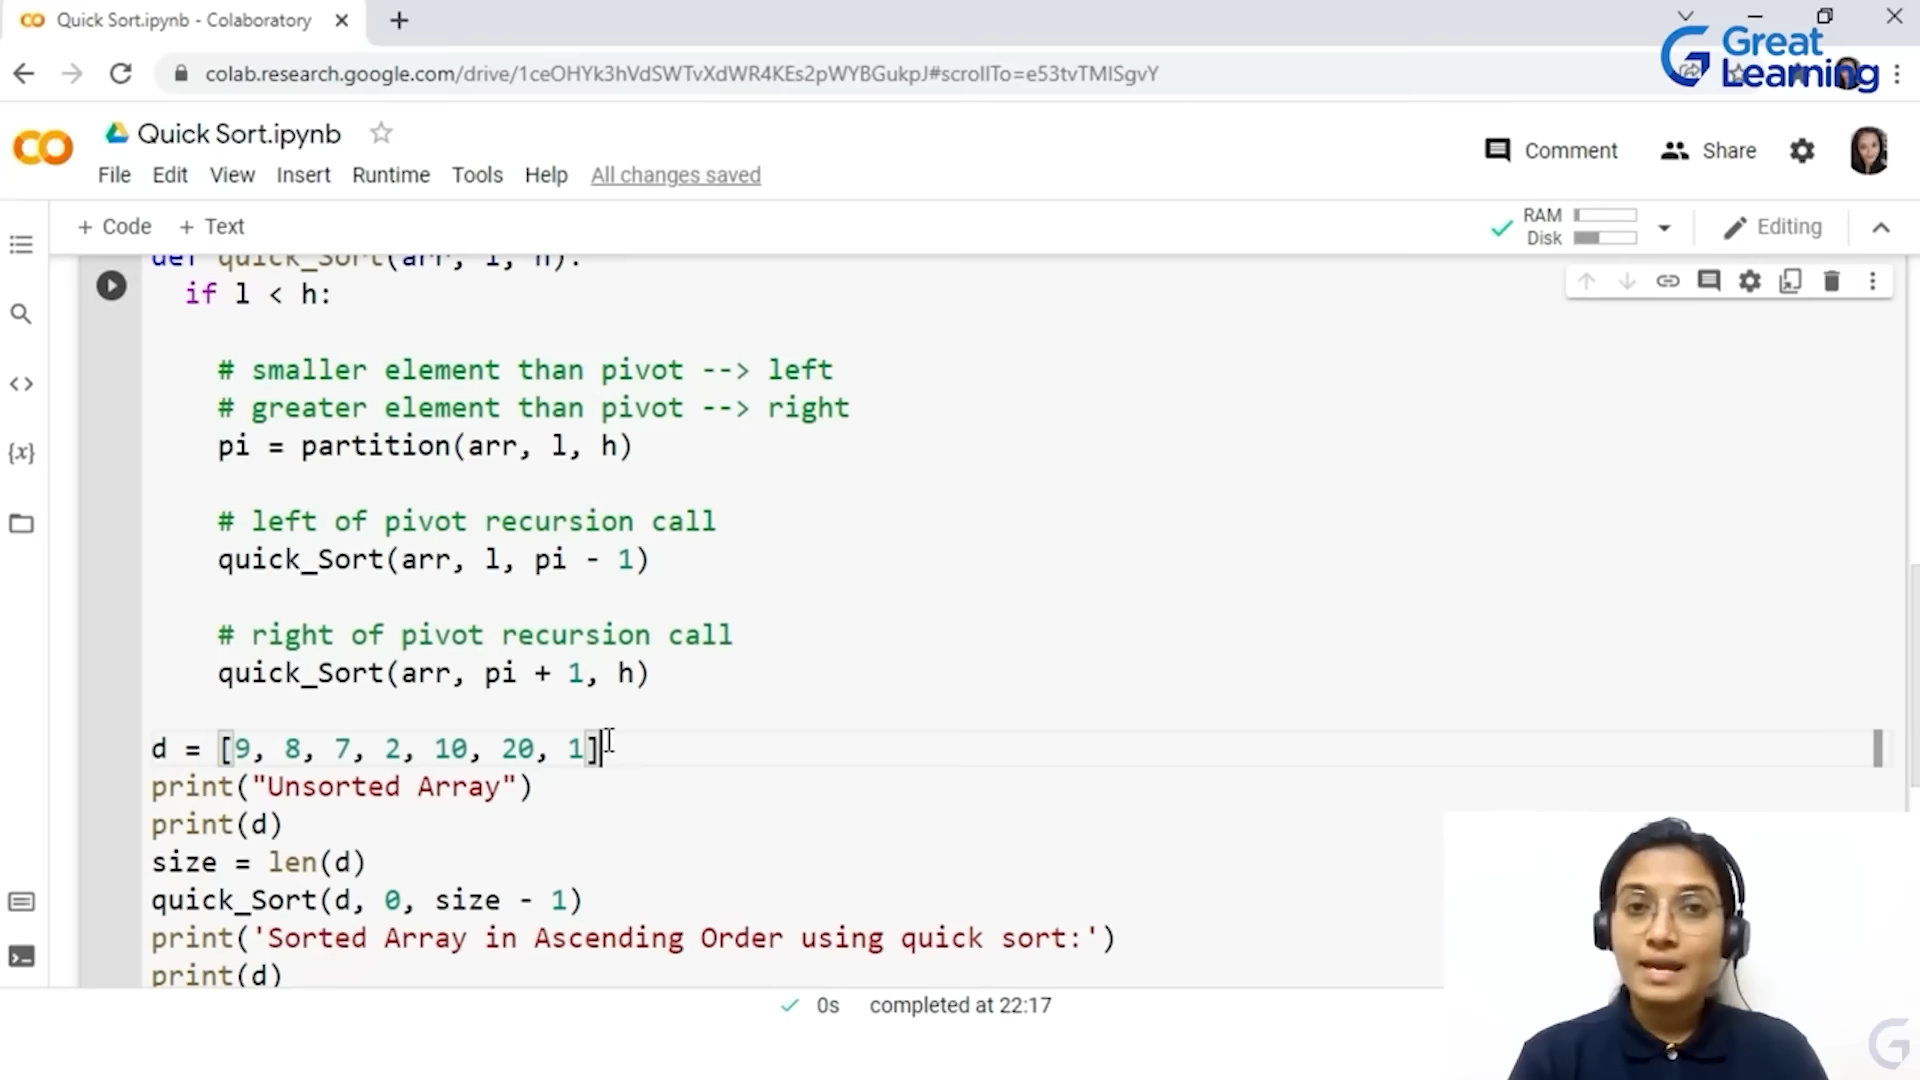 Quick Sort.ipynb - Colaboratory
colab.research.google.com/drive/1ceOHYk3hVdSWTvXdWR4KEs2pWYBGukpJ#scrollTo=e53tvTMISgvY
Great Learning
Quick Sort.ipynb
Comment
Share
File Edit View Insert Runtime Tools Help All changes saved
+ Code + Text
RAM
Disk
Editing
def quick_Sort(arr, l, h):
if l < h:
# smaller element than pivot --> left
# greater element than pivot --> right
pi = partition(arr, l, h)
# left of pivot recursion call
quick_Sort(arr, l, pi - 1)
# right of pivot recursion call
quick_Sort(arr, pi + 1, h)
d = [9, 8, 7, 2, 10, 20, 1]
print("Unsorted Array")
print(d)
size = len(d)
quick_Sort(d, 0, size - 1)
print('Sorted Array in Ascending Order using quick sort:')
print(d)
0s completed at 22:17